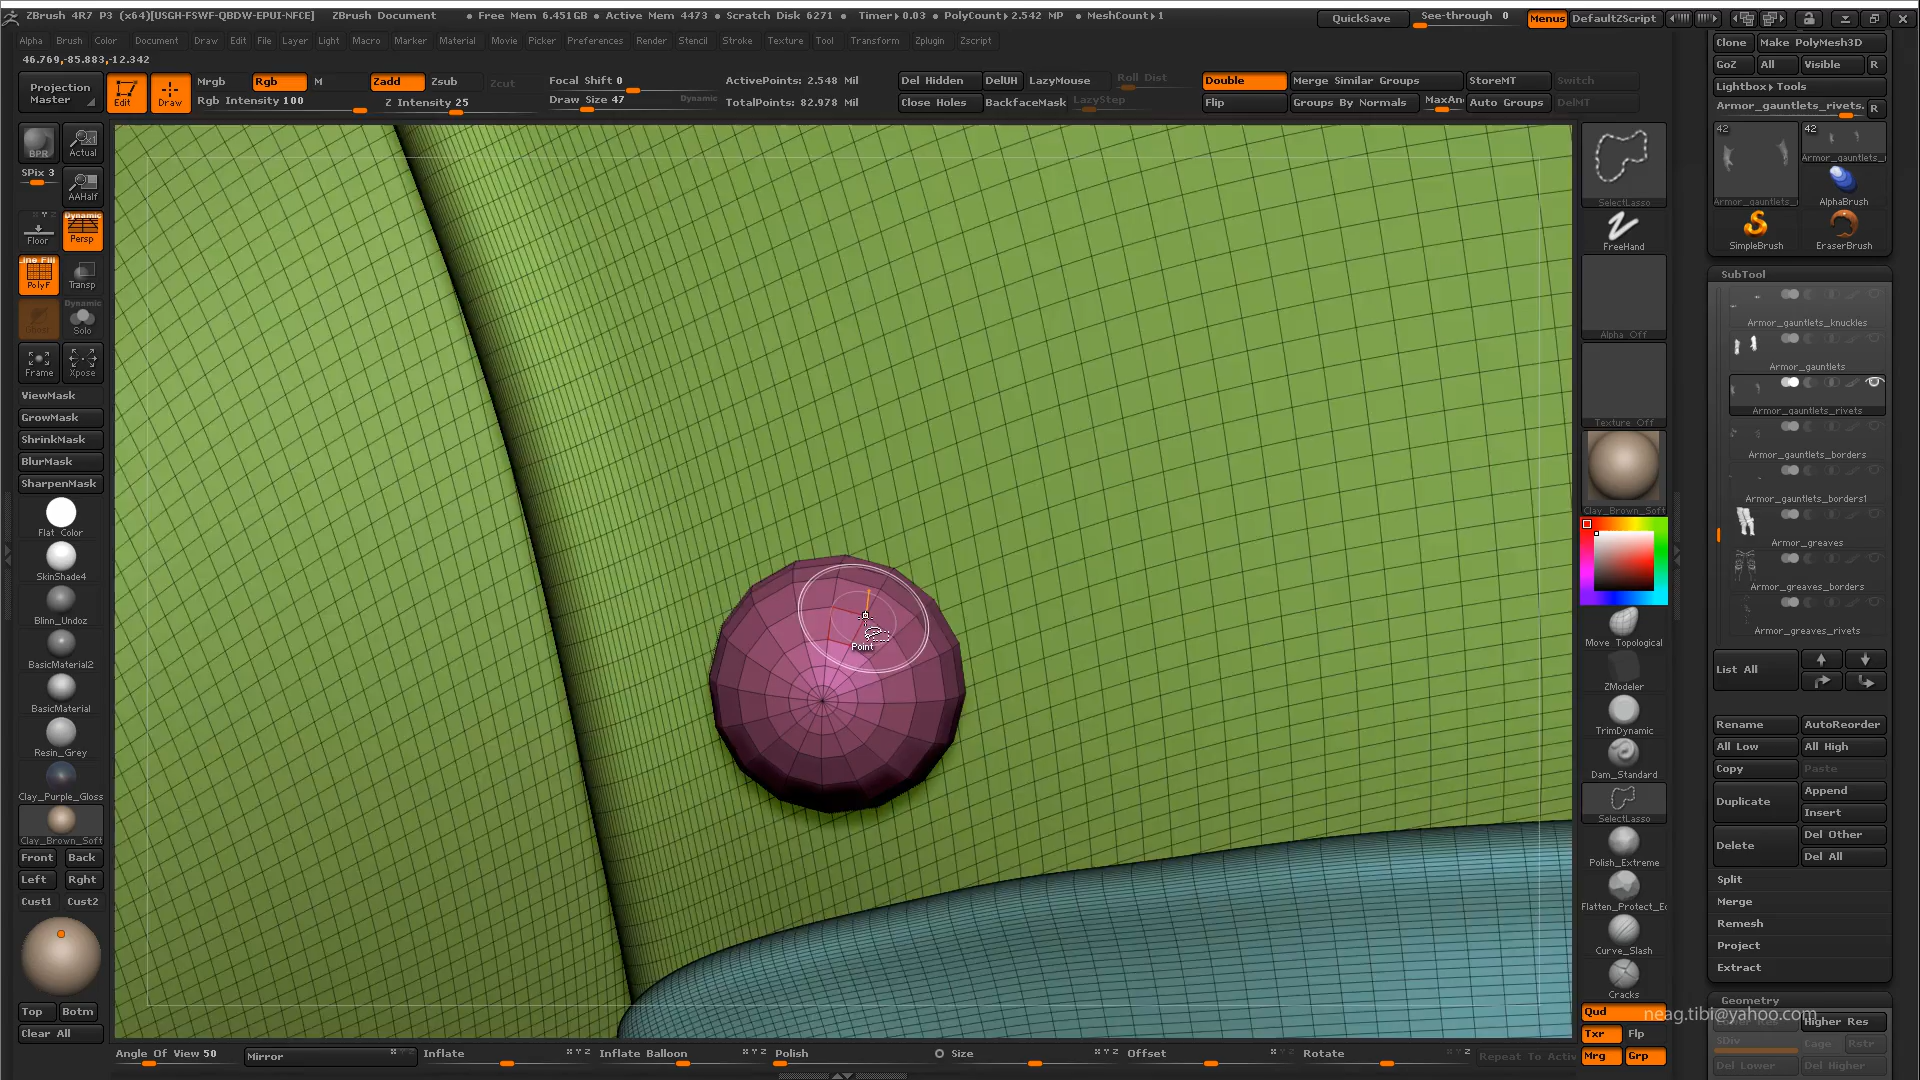 ZBrush 4R7 P3 (x64)[USGH-FSWF-QBDW-EPUI-NFCE] ZBrush Document • Free Mem 6.451GB • Active Mem 4473 • Scratch Disk 6271 • Timer▸0.03 • PolyCount▸2.542 MP • MeshCount▸1 QuickSave See-through 0 Menus DefaultZScript
Alpha Brush Color Document Draw Edit File Layer Light Macro Marker Material Movie Picker Preferences Render Stencil Stroke Texture Tool Transform Zplugin Zscript
46.769,-85.883,-12.342
Projection Master
Edit
Draw
Mrgb Rgb M Zadd Zsub Zcut
Rgb Intensity 100 Z Intensity 25
Focal Shift 0
Draw Size 47 Dynamic
ActivePoints: 2.548 Mil
TotalPoints: 82.978 Mil
Del Hidden DelUH LazyMouse Roll Dist
Close Holes BackfaceMask LazyStep
Double Merge Similar Groups StoreMT Switch
Flip Groups By Normals MaxAn Auto Groups DelMT
BPR
Actual
SPix 3
AAHalf
Floor
Dynamic
Persp
Line Fill
PolyF
Transp
Ghost
Dynamic
Solo
Frame
Xpose
ViewMask
GrowMask
ShrinkMask
BlurMask
SharpenMask
Flat Color
SkinShade4
Blinn_Undoz
BasicMaterial2
BasicMaterial
Resin_Grey
Clay_Purple_Gloss
Clay_Brown_Soft
Front Back
Left Rght
Cust1 Cust2
Top Botm
Clear All
Point
Angle Of View 50 Mirror Inflate Inflate Balloon Polish Size Offset Rotate Repeat To Activ
SelectLasso
FreeHand
Alpha Off
Texture Off
Clay_Brown_Soft
Move Topological
ZModeler
TrimDynamic
Dam_Standard
SelectLasso
Polish_Extreme
Flatten_Protect_Ed
Curve_Slash
Cracks
Qud
Txr Flp
Mrg Grp
Clone Make PolyMesh3D
GoZ All Visible R
Lightbox▸Tools
Armor_gauntlets_rivets. R
42
42
Armor_gauntlets_r
Armor_gauntlets_r
AlphaBrush
SimpleBrush
EraserBrush
SubTool
Armor_gauntlets_knuckles
Armor_gauntlets
Armor_gauntlets_rivets
Armor_gauntlets_borders
Armor_gauntlets_borders1
Armor_greaves
Armor_greaves_borders
Armor_greaves_rivets
List All
Rename AutoReorder
All Low All High
Copy Paste
Duplicate Append
Insert
Delete Del Other
Del All
Split
Merge
Remesh
Project
Extract
Geometry
neag.tibi@yahoo.com
Lower Res Higher Res
SDiv Cage Rstr
Del Lower Del Higher